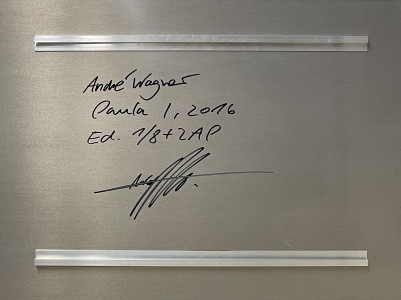 André Wagner
Paula 1, 2016
Ed. 1/8+2AP